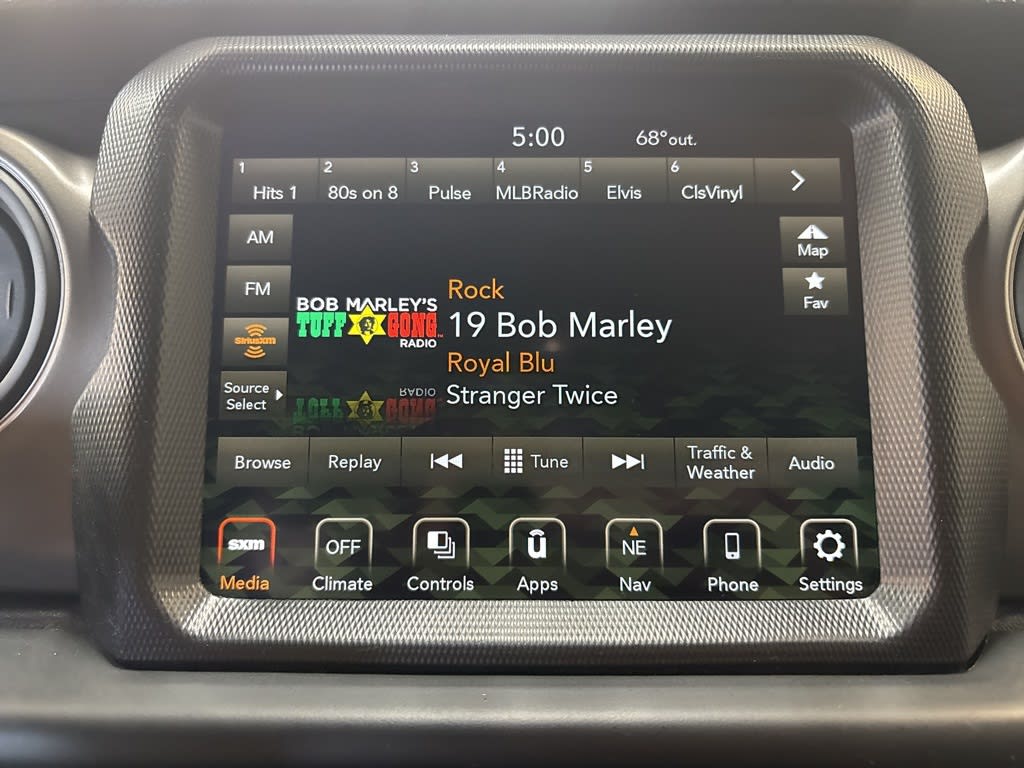 5:00 68°out.
1 Hits 1 2 80s on 8 3 Pulse 4 MLBRadio 5 Elvis 6 ClsVinyl
AM
Map
FM
Fav
SiriusXM
Source
Select
BOB MARLEY'S
TUFF GONG™
RADIO
Rock
19 Bob Marley
Royal Blu
Stranger Twice
Browse Replay Tune Traffic &
Weather Audio
sxm OFF û NE
Media Climate Controls Apps Nav Phone Settings